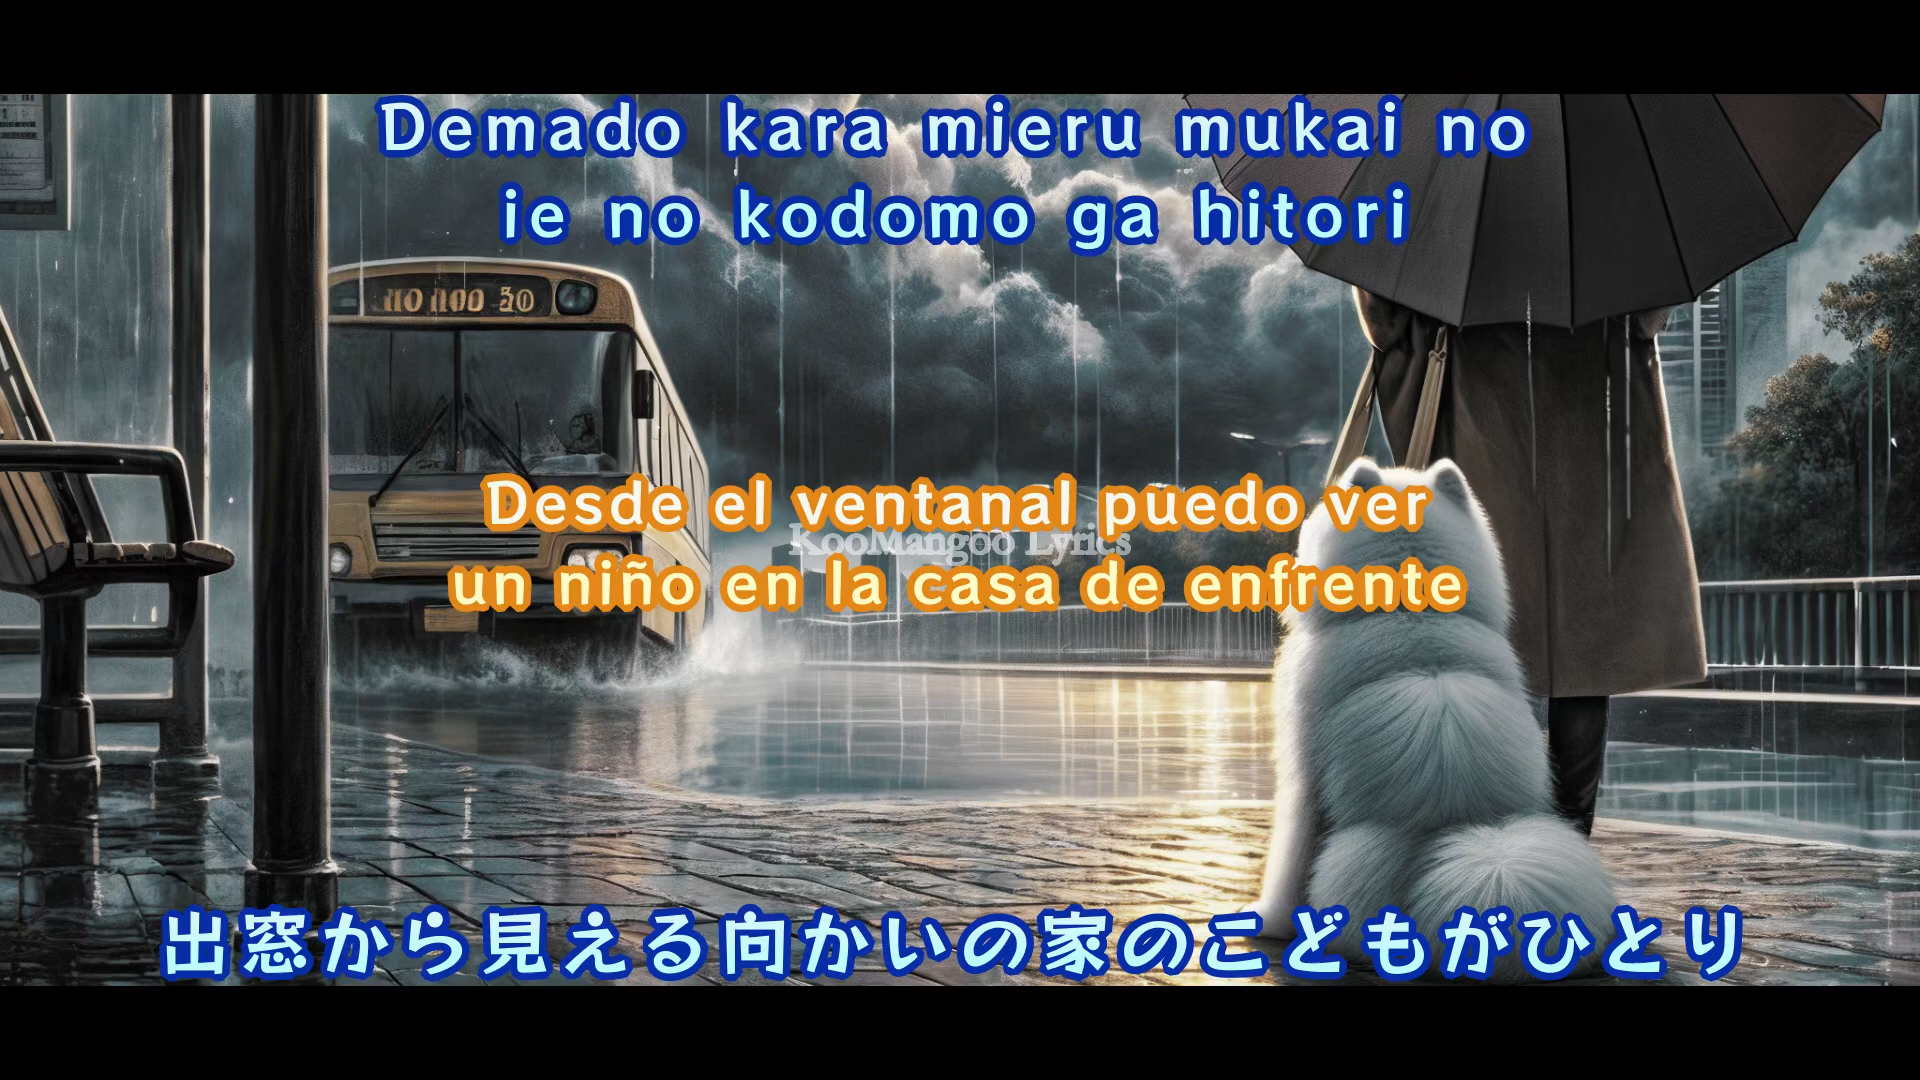 Demado kara mieru mukai no
ie no kodomo ga hitori
Desde el ventanal puedo ver
KooMangoo Lyrics
un niño en la casa de enfrente
出窓から見える向かいの家のこどもがひとり